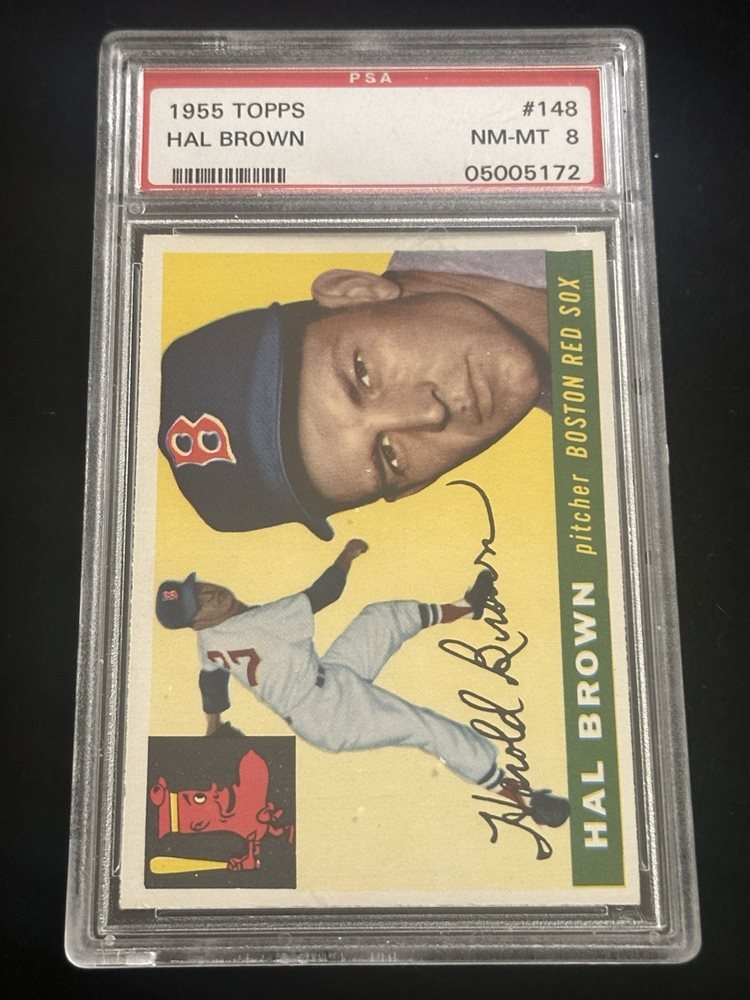 PSA
1955 TOPPS #148
HAL BROWN NM-MT 8
05005172
B
B
Harold Brown
HAL BROWN pitcher BOSTON RED SOX